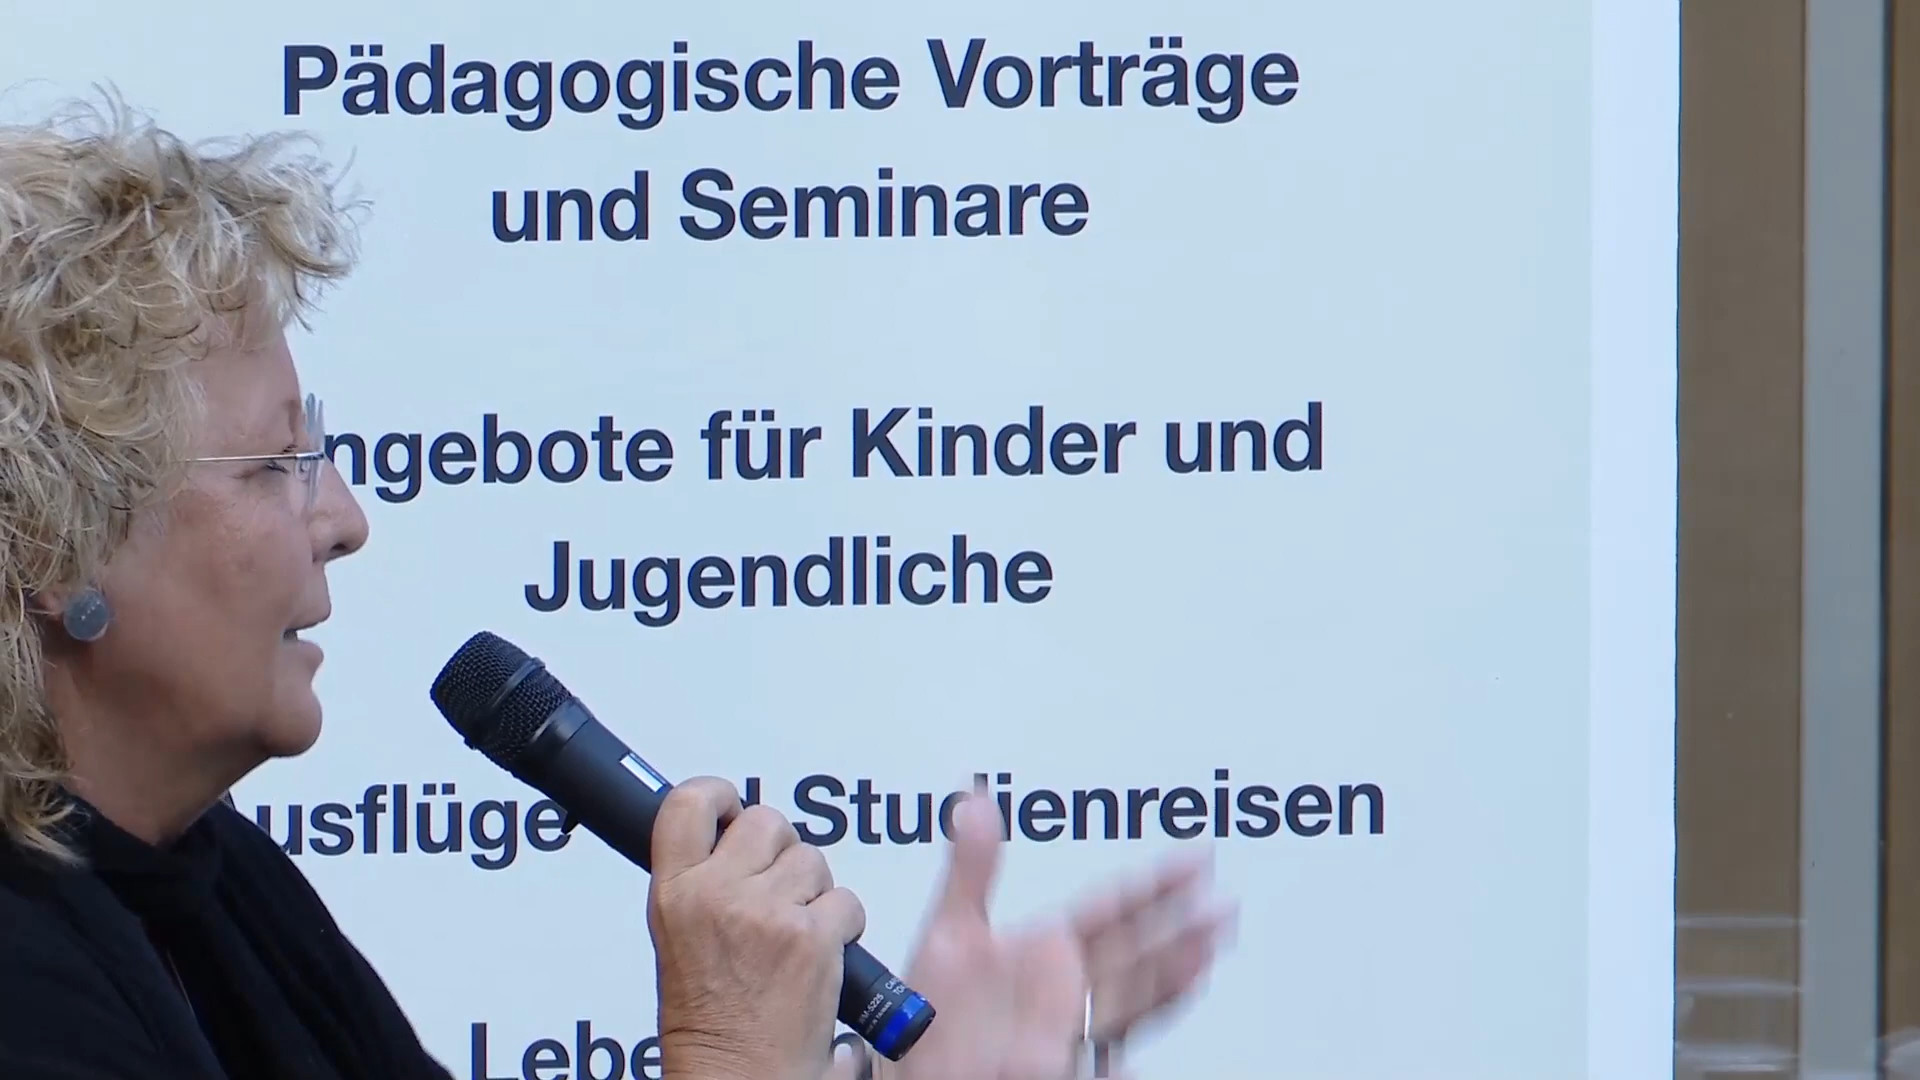 Pädagogische Vorträge
und Seminare
ngebote für Kinder und
Jugendliche
usflüge Studienreisen